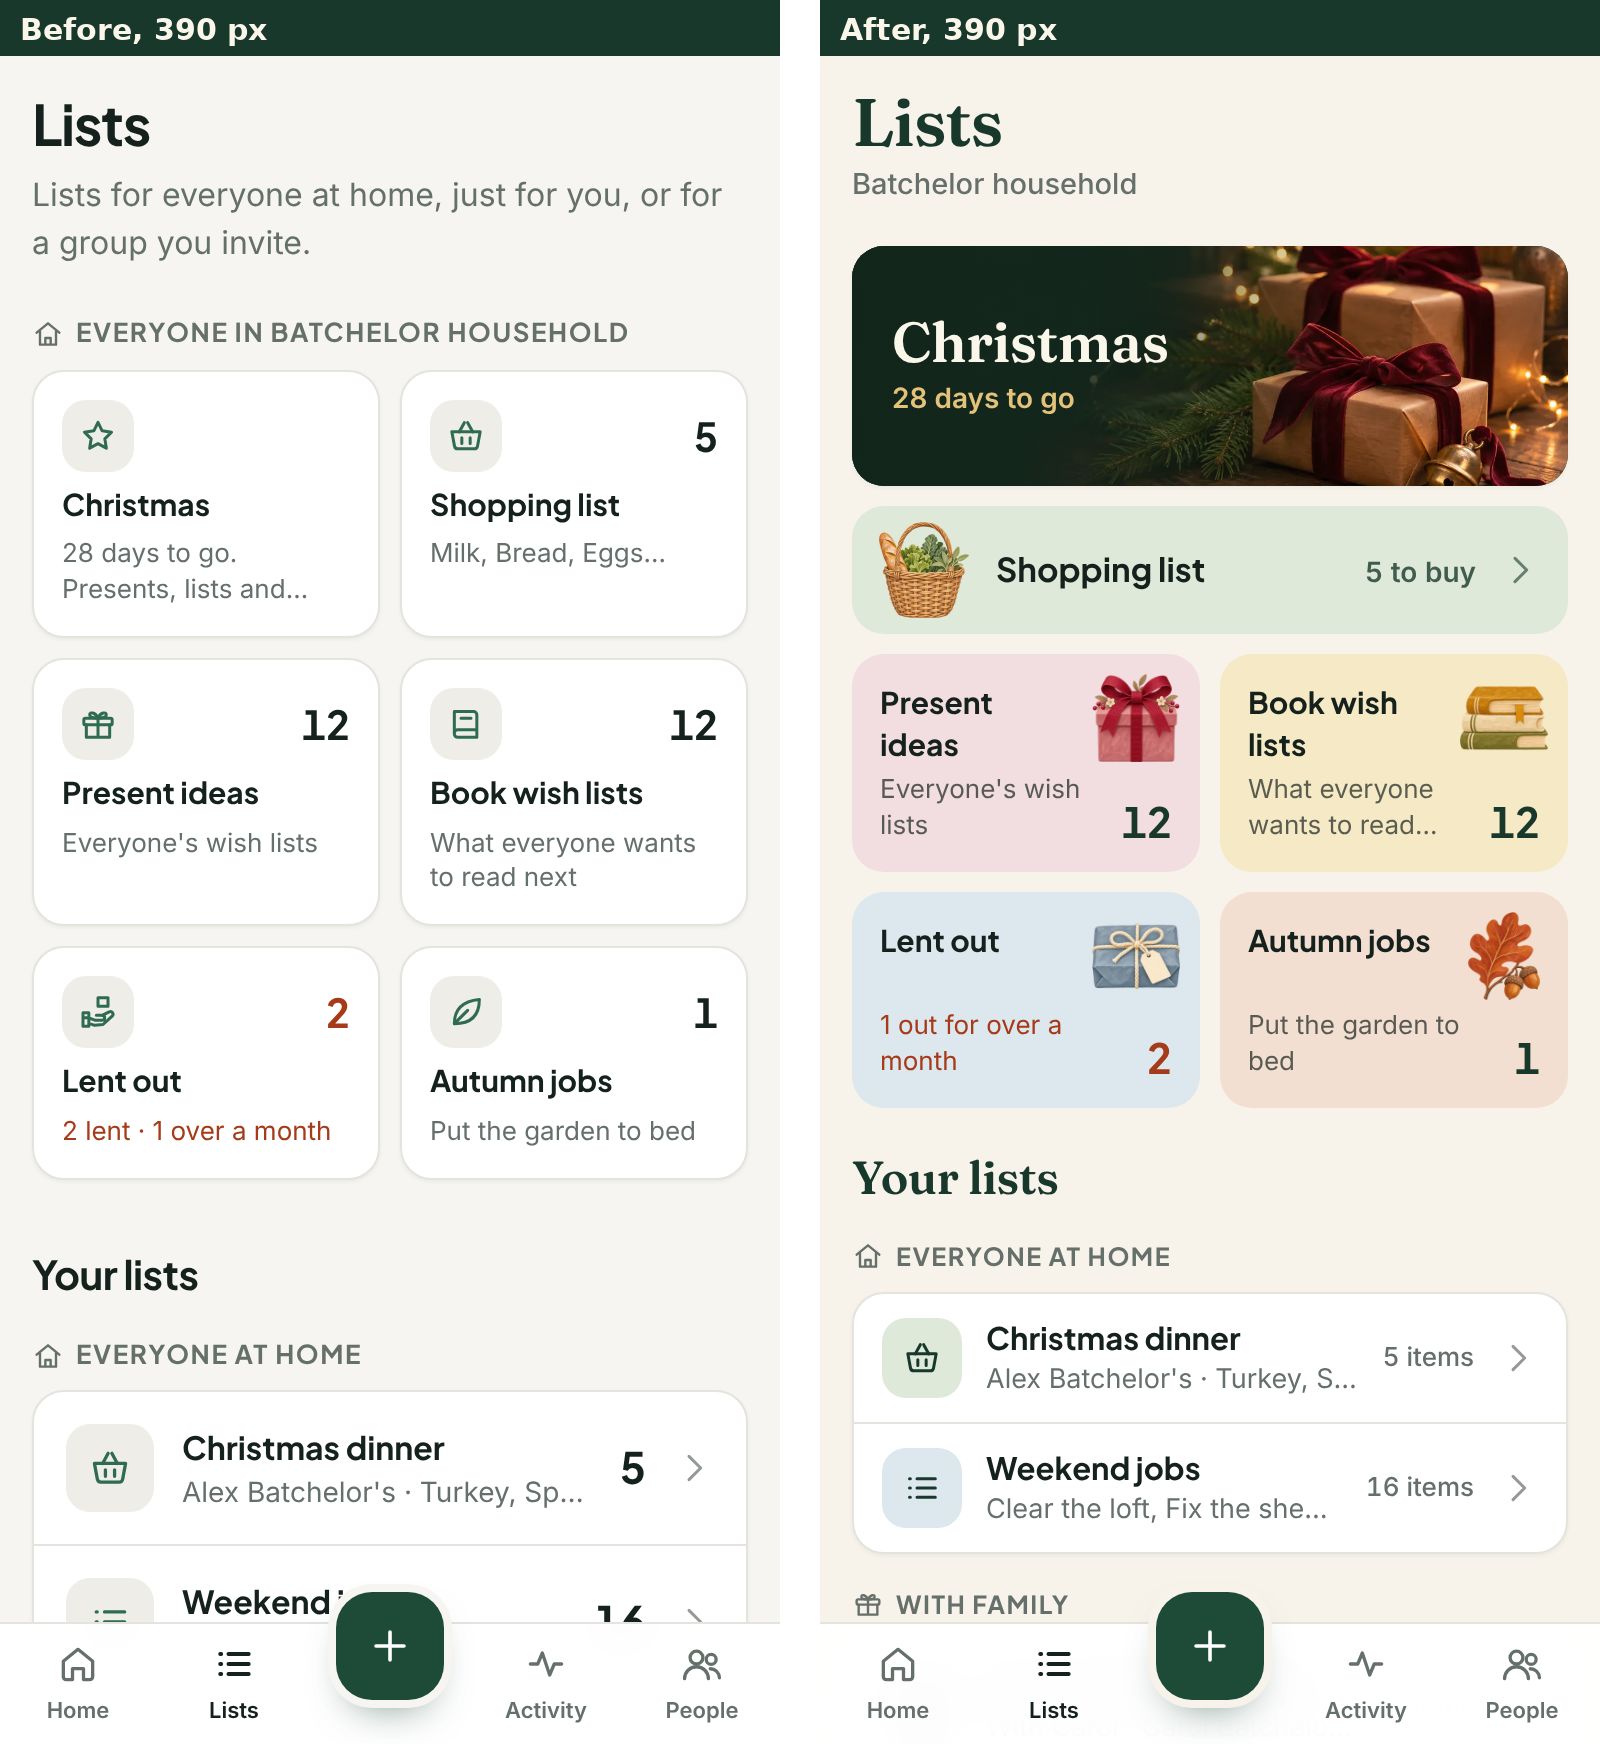 Before, 390 px
Lists
Lists for everyone at home, just for you, or for
a group you invite.
EVERYONE IN BATCHELOR HOUSEHOLD
Christmas
28 days to go.
Presents, lists and...
5
Shopping list
Milk, Bread, Eggs...
12
Present ideas
Everyone's wish lists
12
Book wish lists
What everyone wants
to read next
2
Lent out
2 lent · 1 over a month
1
Autumn jobs
Put the garden to bed
Your lists
EVERYONE AT HOME
Christmas dinner
Alex Batchelor's · Turkey, Sp...
5
Weekend
16
Home
Lists
Activity
People
After, 390 px
Lists
Batchelor household
Christmas
28 days to go
Shopping list
5 to buy
Present
ideas
Everyone's wish
lists
12
Book wish
lists
What everyone
wants to read...
12
Lent out
1 out for over a
month
2
Autumn jobs
Put the garden to
bed
1
Your lists
EVERYONE AT HOME
Christmas dinner
Alex Batchelor's · Turkey, S...
5 items
Weekend jobs
Clear the loft, Fix the she...
16 items
WITH FAMILY
Home
Lists
Activity
People